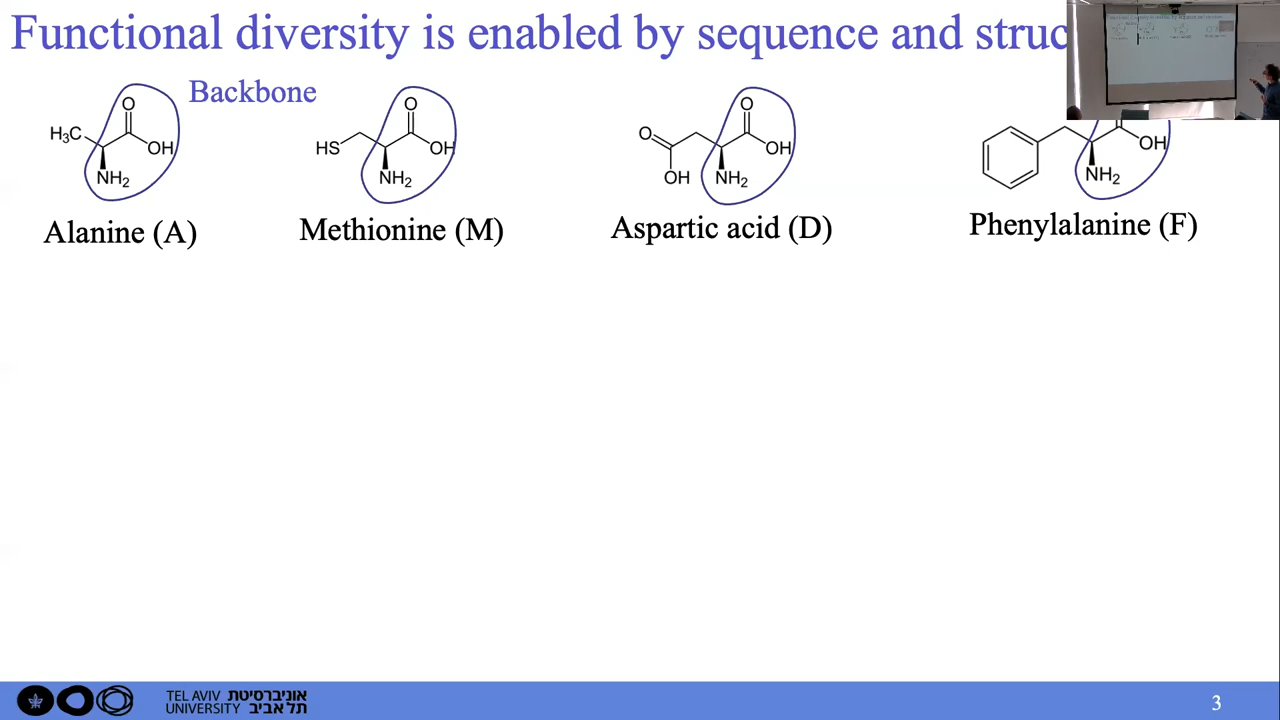 Functional diversity is enabled by sequence and struc
Backbone
H3C
O
OH
NH2
HS
O
OH
NH2
O
OH
O
OH
NH2
OH
NH2
Alanine (A)
Methionine (M)
Aspartic acid (D)
Phenylalanine (F)
TEL AVIV אוניברסיטת
UNIVERSITY תל אביב
3